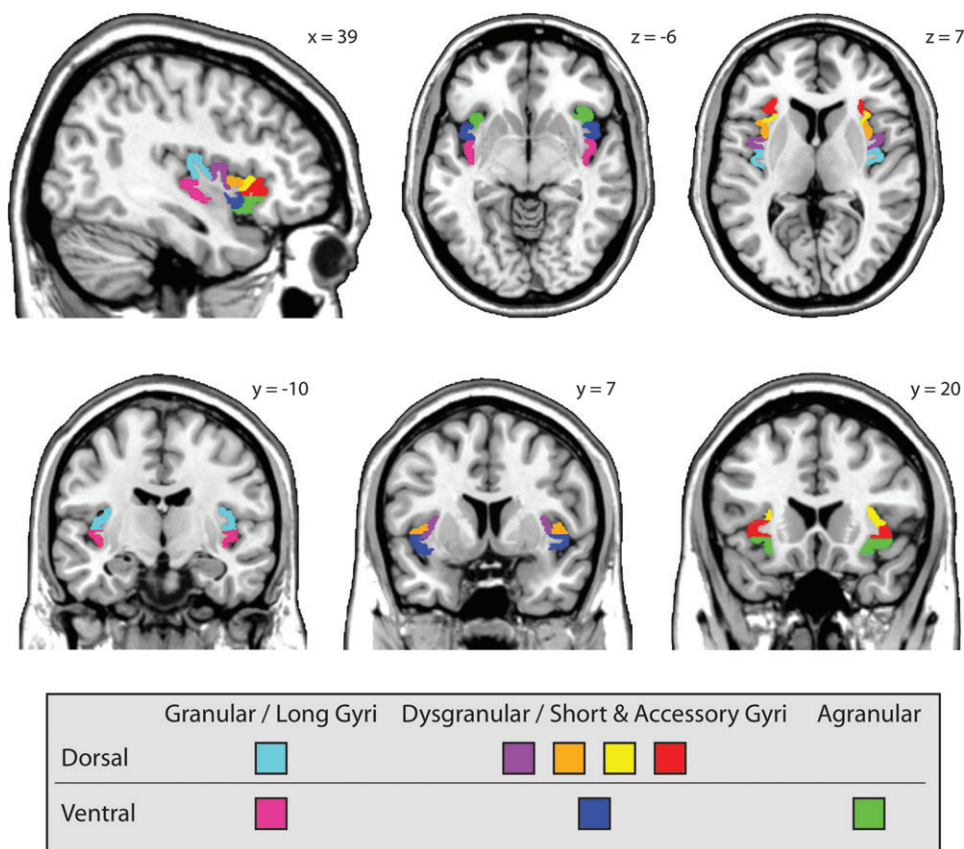 x = 39
z = -6
z = 7
y = -10
y = 7
y = 20
Granular / Long Gyri Dysgranular / Short & Accessory Gyri Agranular
Dorsal
Ventral